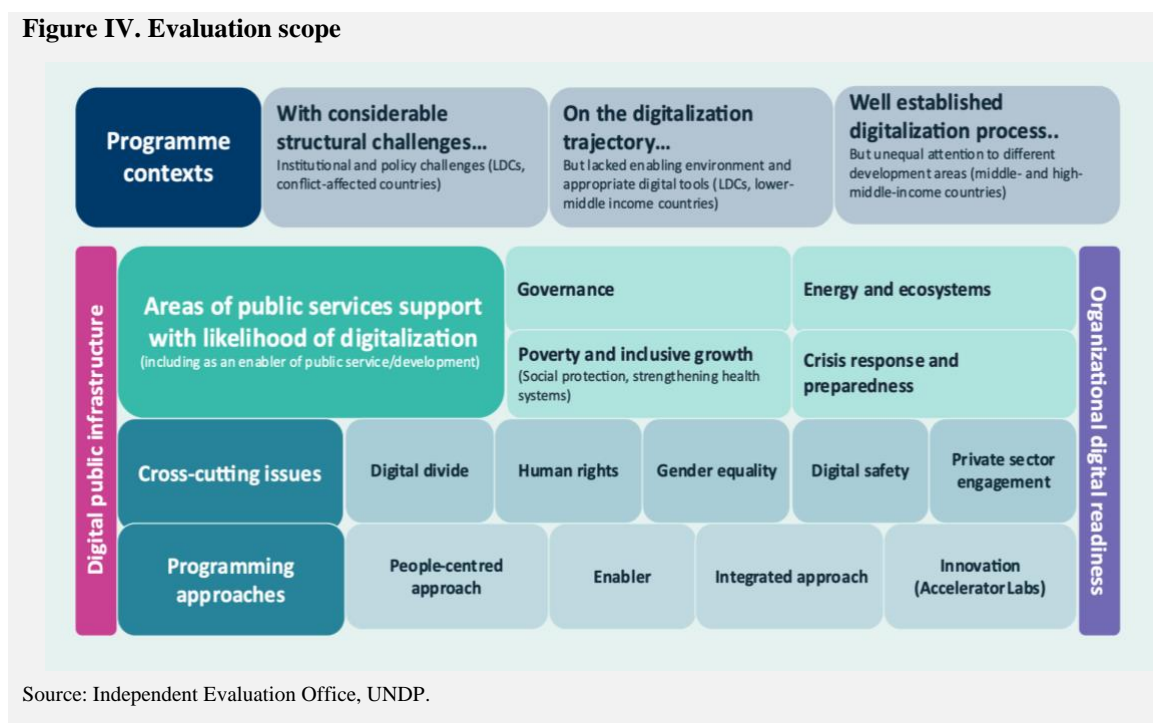 Figure IV. Evaluation scope
Programme
contexts
With considerable
structural challenges...
Institutional and policy challenges (LDCs,
conflict-affected countries)
On the digitalization
trajectory...
But lacked enabling environment and
appropriate digital tools (LDCs, lower-
middle income countries)
Well established
digitalization process..
But unequal attention to different
development areas (middle- and high-
middle-income countries)
Digital public infrastructure
Areas of public services support
with likelihood of digitalization
(including as an enabler of public service/development)
Governance
Energy and ecosystems
Poverty and inclusive growth
(Social protection, strengthening health
systems)
Crisis response and
preparedness
Cross-cutting issues
Digital divide
Human rights
Gender equality
Digital safety
Private sector
engagement
Programming
approaches
People-centred
approach
Enabler
Integrated approach
Innovation
(Accelerator Labs)
Organizational digital readiness
Source: Independent Evaluation Office, UNDP.